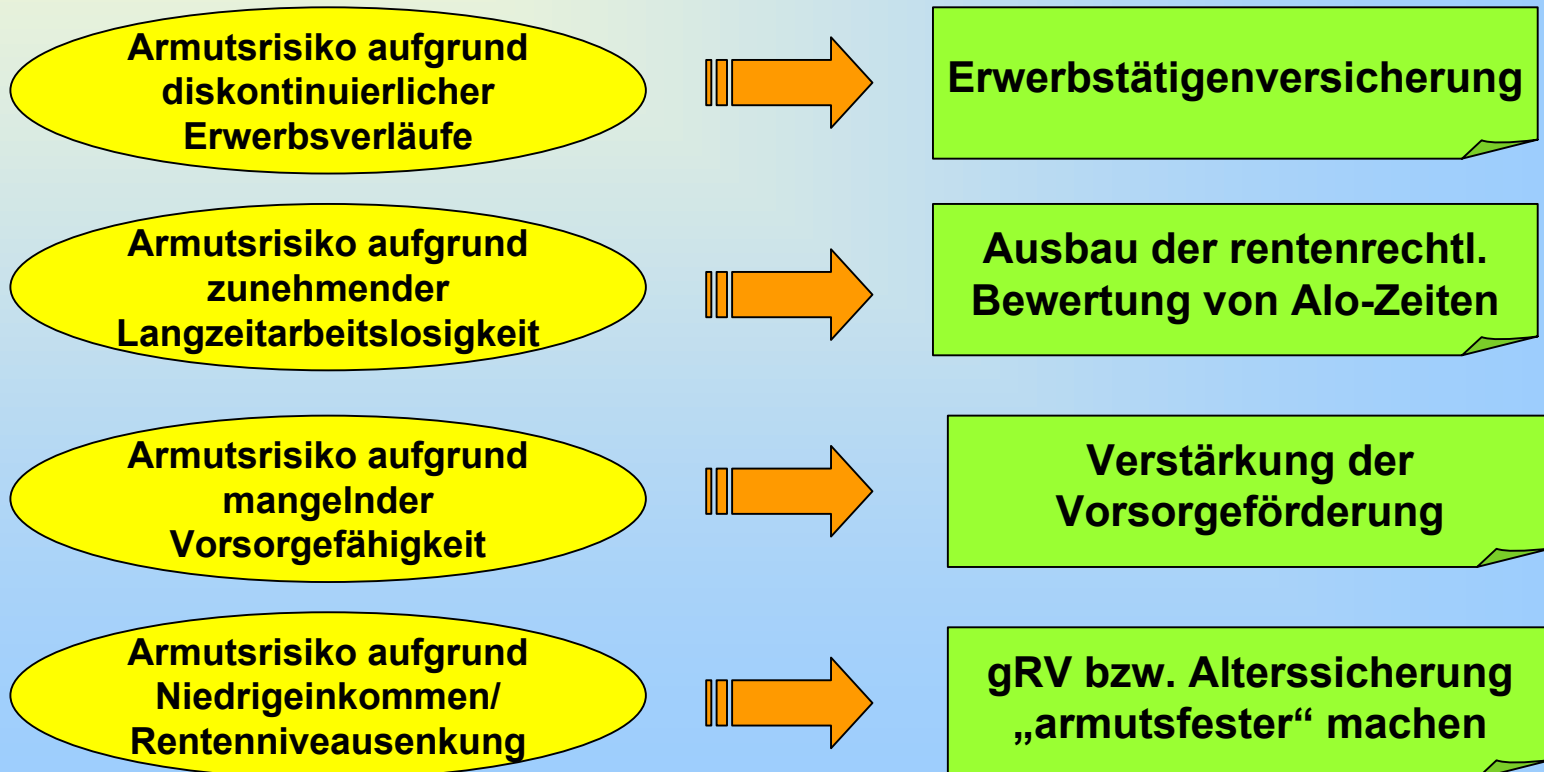 Armutsrisiko aufgrund
diskontinuierlicher
Erwerbsverläufe
Erwerbstätigenversicherung
Armutsrisiko aufgrund
zunehmender
Langzeitarbeitslosigkeit
Ausbau der rentenrechtl.
Bewertung von Alo-Zeiten
Armutsrisiko aufgrund
mangelnder
Vorsorgefähigkeit
Verstärkung der
Vorsorgeförderung
Armutsrisiko aufgrund
Niedrigeinkommen/
Rentenniveausenkung
gRV bzw. Alterssicherung
„armutsfester“ machen